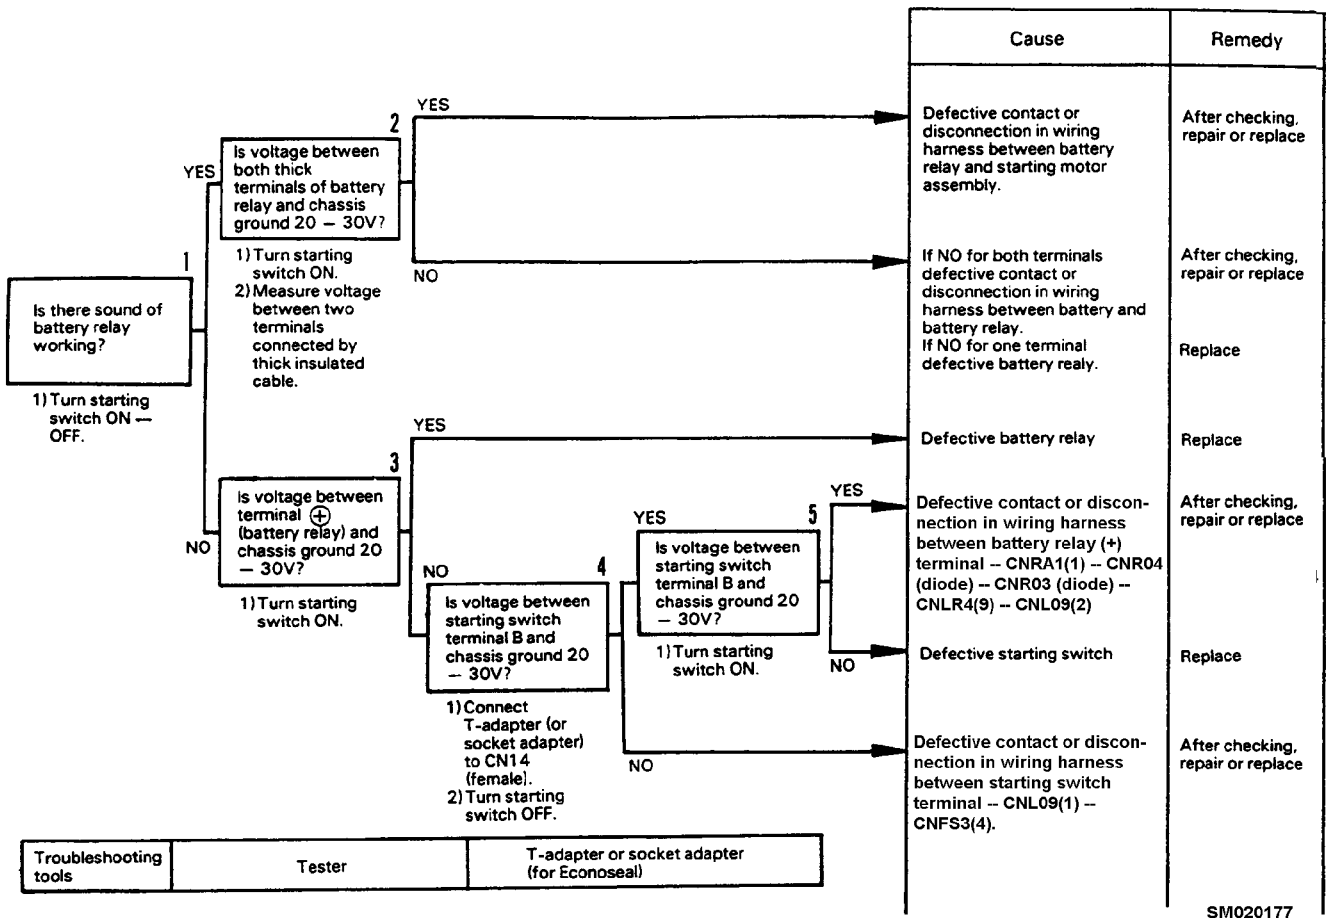 Cause
Remedy
1
Is there sound of
battery relay
working?
1) Turn starting
switch ON —
OFF.
YES
2
Is voltage between
both thick
terminals of battery
relay and chassis
ground 20 — 30V?
1) Turn starting
switch ON.
2) Measure voltage
between two
terminals
connected by
thick insulated
cable.
YES
Defective contact or
disconnection in wiring
harness between battery
relay and starting motor
assembly.
After checking,
repair or replace
NO
If NO for both terminals
defective contact or
disconnection in wiring
harness between battery and
battery relay.
After checking,
repair or replace
If NO for one terminal
defective battery realy.
Replace
NO
3
Is voltage between
terminal ⊕
(battery relay) and
chassis ground 20
— 30V?
1) Turn starting
switch ON.
YES
Defective battery relay
Replace
NO
4
Is voltage between
starting switch
terminal B and
chassis ground 20
— 30V?
1) Connect
T-adapter (or
socket adapter)
to CN14
(female).
2) Turn starting
switch OFF.
YES
5
Is voltage between
starting switch
terminal B and
chassis ground 20
— 30V?
1) Turn starting
switch ON.
YES
Defective contact or discon-
nection in wiring harness
between battery relay (+)
terminal -- CNRA1(1) -- CNR04
(diode) -- CNR03 (diode) --
CNLR4(9) -- CNL09(2)
After checking,
repair or replace
NO
Defective starting switch
Replace
NO
Defective contact or discon-
nection in wiring harness
between starting switch
terminal -- CNL09(1) --
CNFS3(4).
After checking,
repair or replace
Troubleshooting
tools
Tester
T-adapter or socket adapter
(for Econoseal)
SM020177